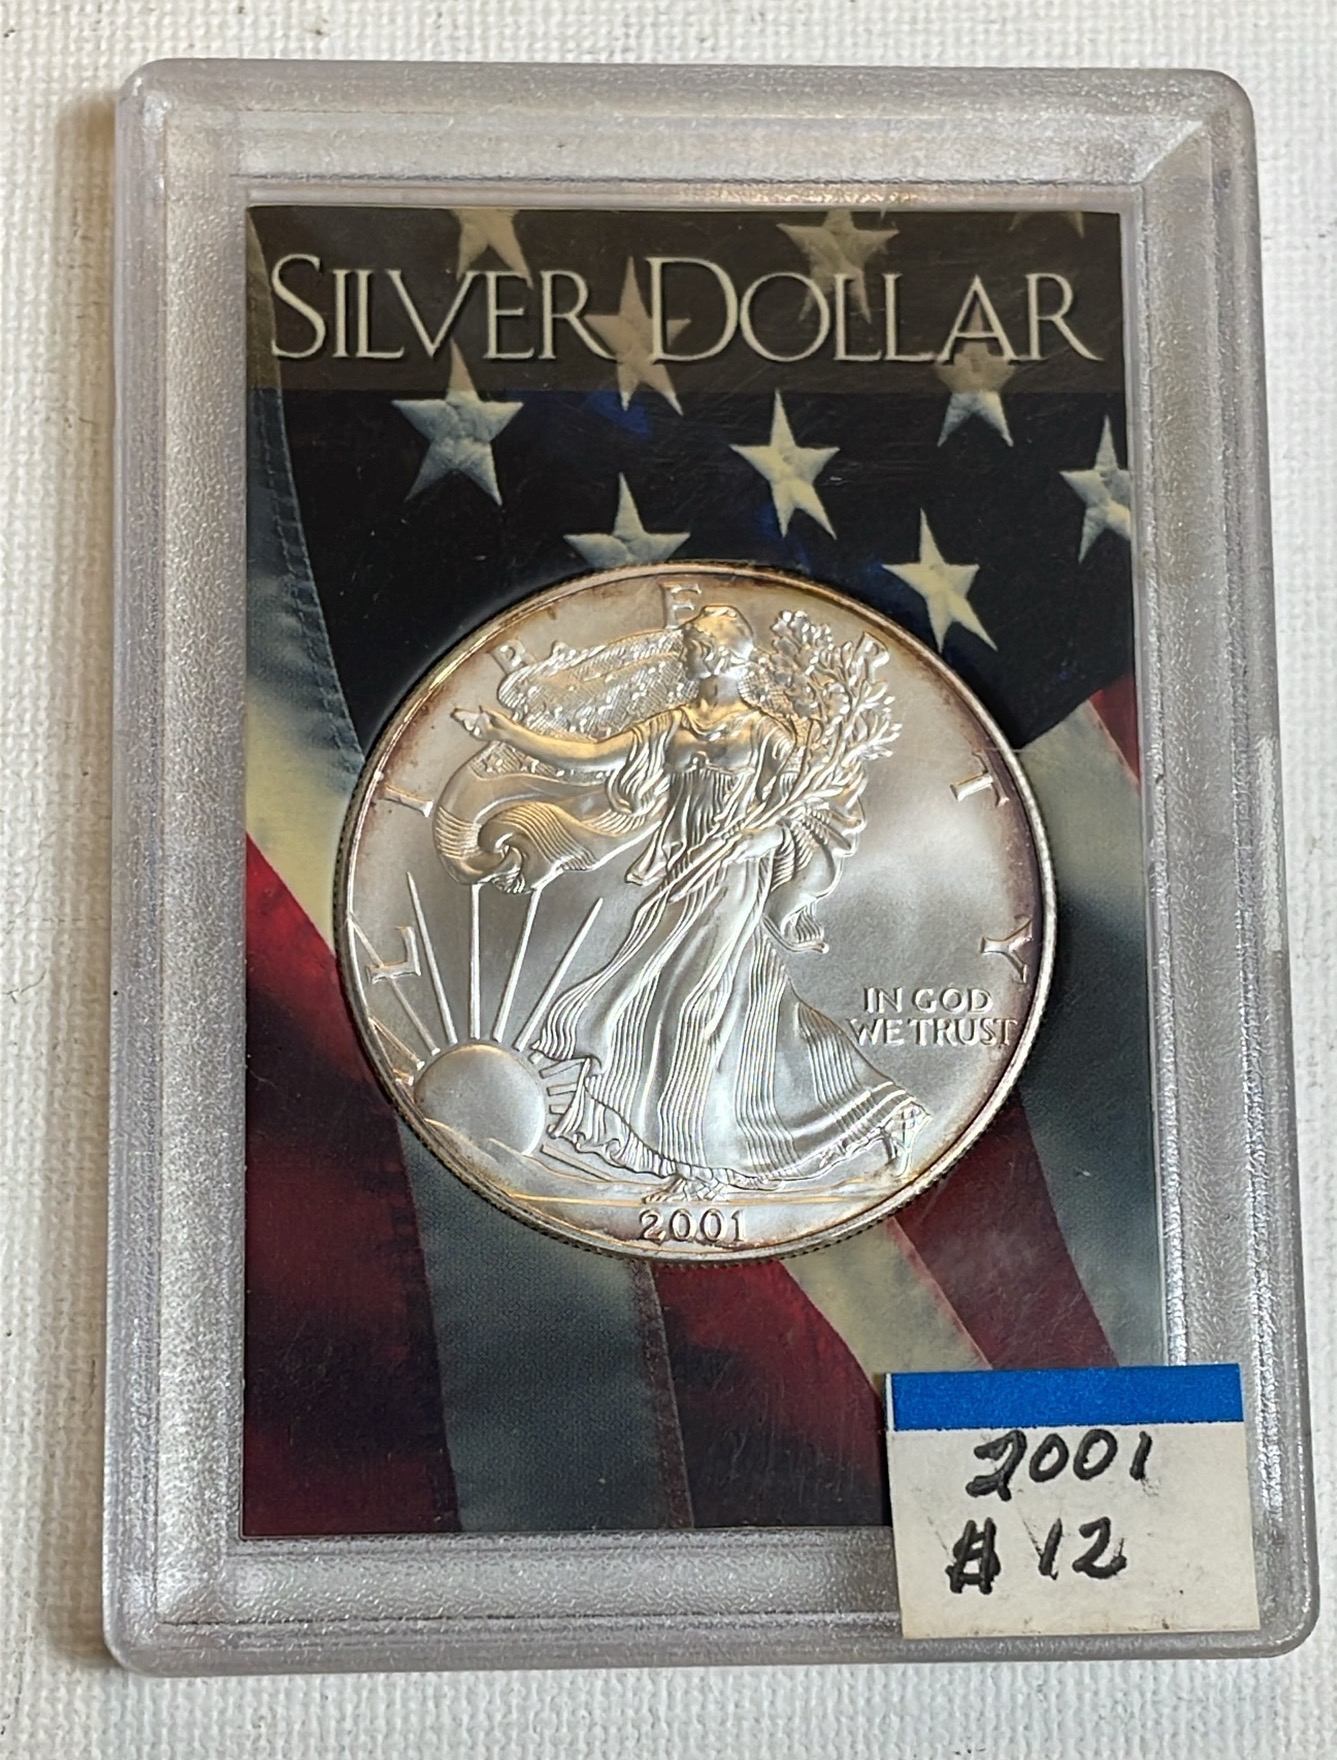 SILVER DOLLAR
LIBERTY
IN GOD
WE TRUST
2001
2001
# 12